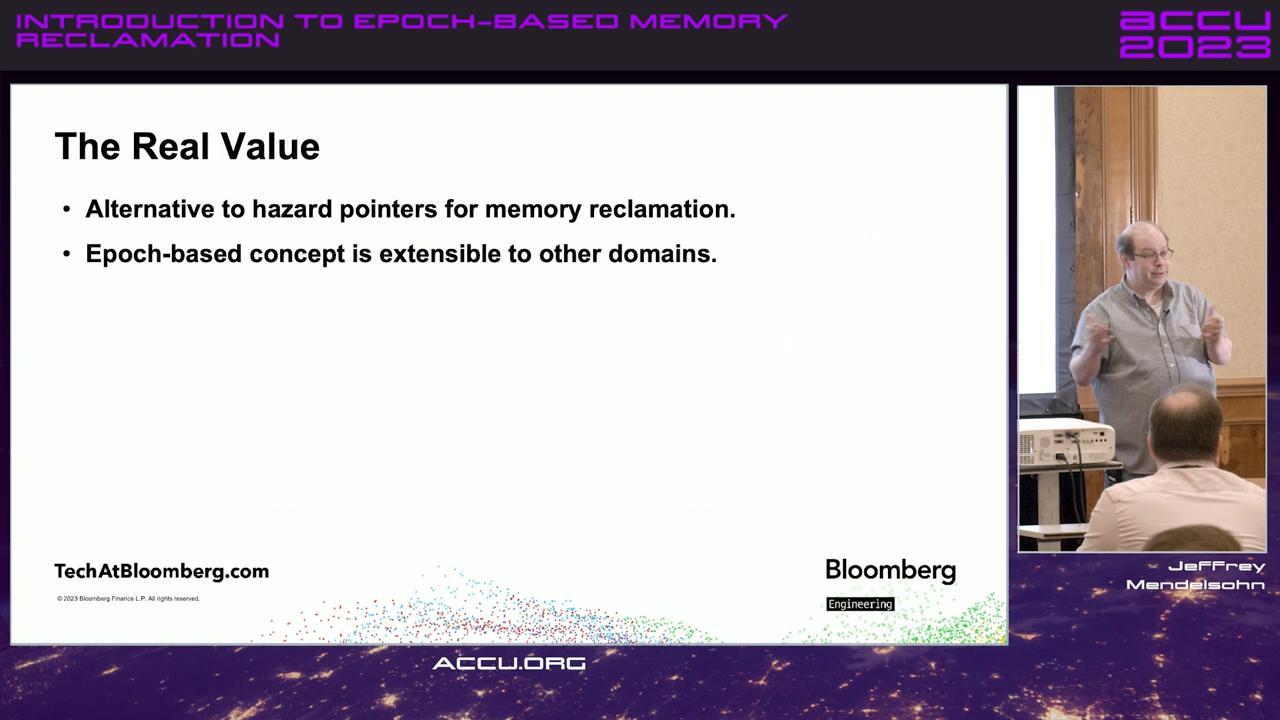 INTRODUCTION TO EPOCH-BASED MEMORY
RECLAMATION
ACCU
2023
The Real Value
• Alternative to hazard pointers for memory reclamation.
• Epoch-based concept is extensible to other domains.
TechAtBloomberg.com
© 2023 Bloomberg Finance L.P. All rights reserved.
Bloomberg
Engineering
Jeffrey
Mendelsohn
ACCU.ORG